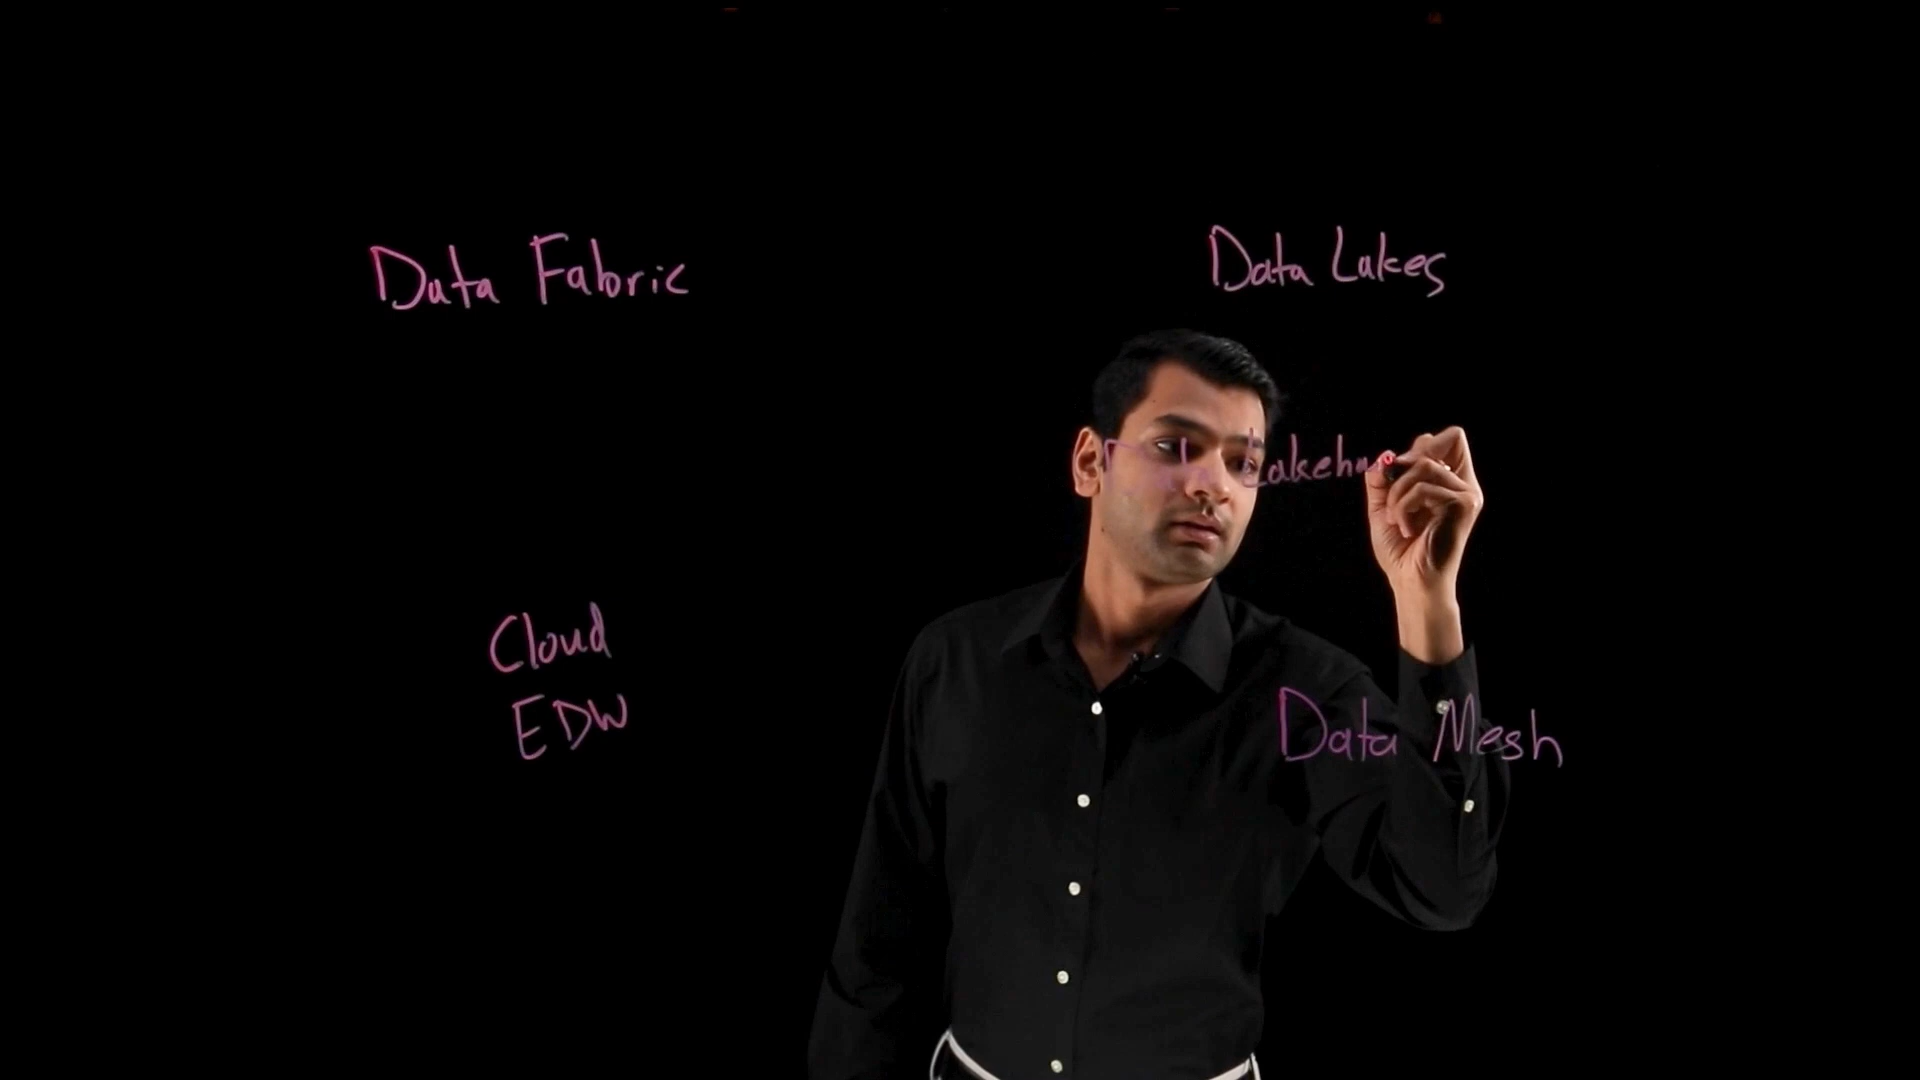 Data Fabric
Data Lakes
Cloud
EDW
Data Mesh